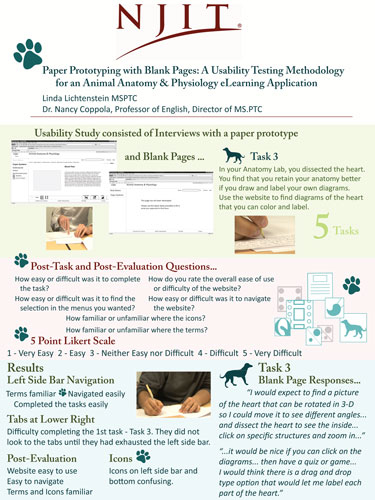 NJIT
Paper Prototyping with Blank Pages: A Usability Testing Methodology
for an Animal Anatomy & Physiology eLearning Application
Linda Lichtenstein MSPTC
Dr. Nancy Coppola, Professor of English, Director of MS.PTC
Usability Study consisted of Interviews with a paper prototype
and Blank Pages ...
Task 3
In your Anatomy Lab, you dissected the heart.
You find that you retain your anatomy better
if you draw and label your own diagrams.
Use the website to find diagrams of the heart
that you can color and label.
5 Tasks
Post-Task and Post-Evaluation Questions...
How easy or difficult was it to complete
the task?
How easy or difficult was it to find the
selection in the menus you wanted?
How do you rate the overall ease of use
or difficulty of the website?
How easy or difficult was it to navigate
the website?
How familiar or unfamiliar where the icons?
How familiar or unfamiliar where the terms?
5 Point Likert Scale
1 - Very Easy 2 - Easy 3 - Neither Easy nor Difficult 4 - Difficult 5 - Very Difficult
Results
Left Side Bar Navigation
Terms familiar Navigated easily
Completed the tasks easily
Tabs at Lower Right
Difficulty completing the 1st task - Task 3. They did not
look to the tabs until they had exhausted the left side bar.
Post-Evaluation
Website easy to use
Easy to navigate
Terms and Icons familiar
Icons
Icons on left side bar and
bottom confusing.
Task 3
Blank Page Responses...
"I would expect to find a picture
of the heart that can be rotated in 3-D
so I could move it to see different angles...
and dissect the heart to see the inside...
click on specific structures and zoom in..."
"...it would be nice if you can click on the
diagrams... then have a quiz or game...
I would think there is a drag and drop
type option that would let me label each
part of the heart."